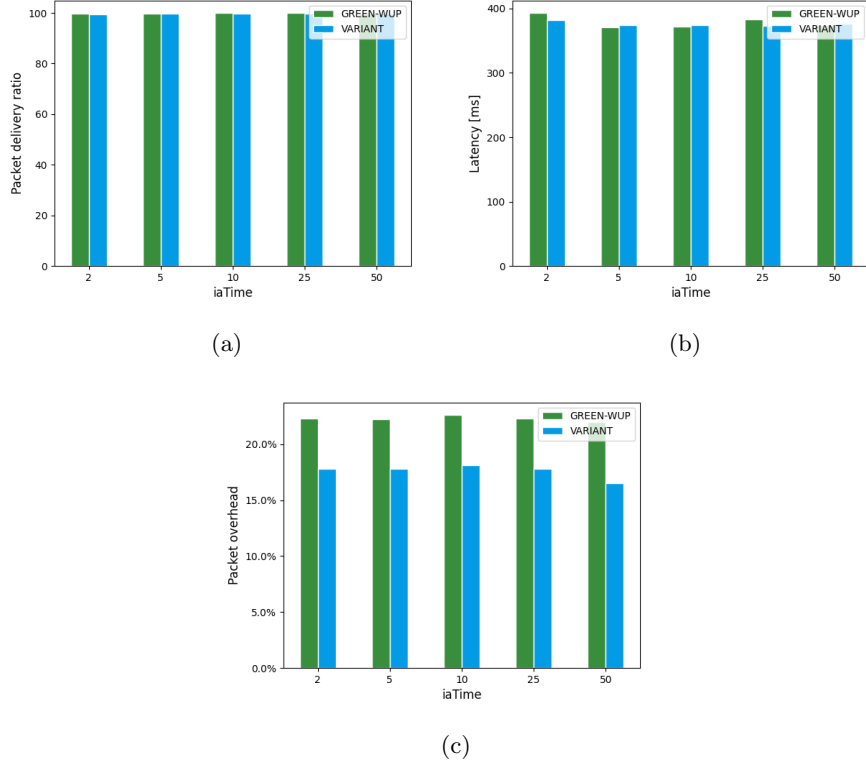 GREEN-WUP
VARIANT
Packet delivery ratio
100
80
60
40
20
0
2 5 10 25 50
iaTime
(a)
GREEN-WUP
VARIANT
Latency [ms]
400
300
200
100
0
2 5 10 25 50
iaTime
(b)
GREEN-WUP
VARIANT
Packet overhead
20.0%
15.0%
10.0%
5.0%
0.0%
2 5 10 25 50
iaTime
(c)